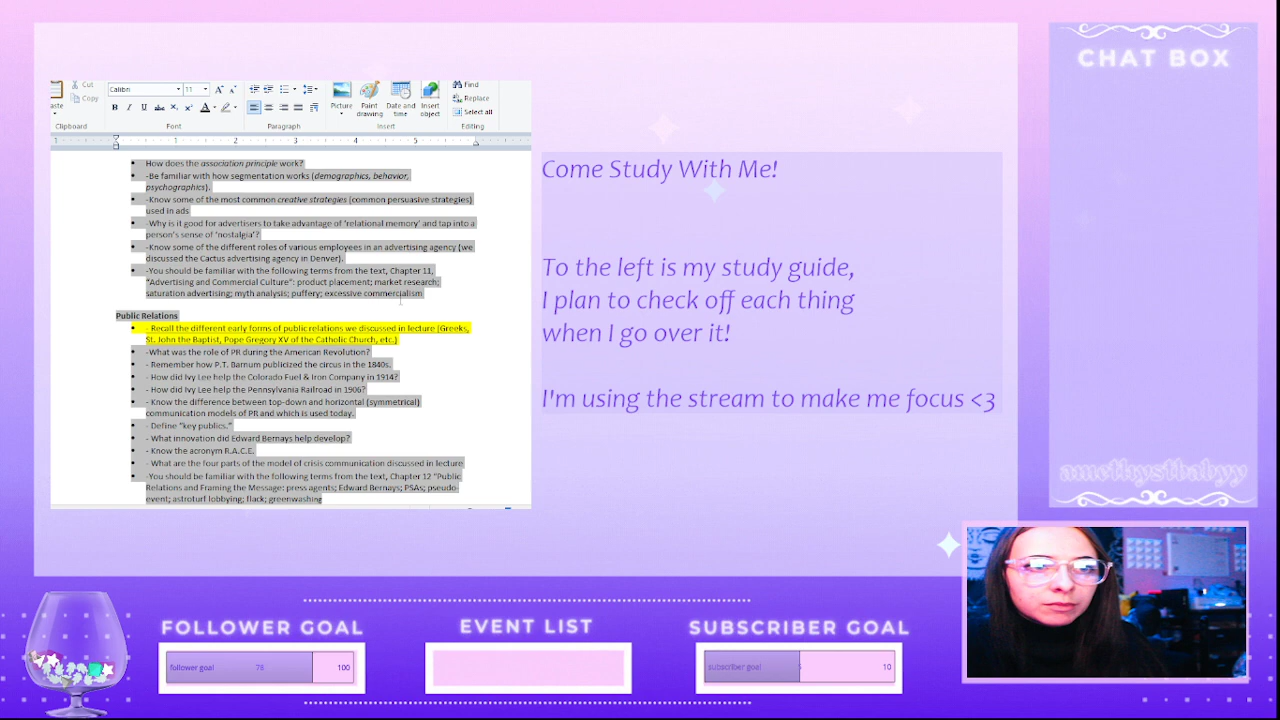 Cut
Calibri 11
Find
aste
Copy
Picture Paint drawing Date and time Insert object
Replace
Select all
Clipboard Font Paragraph Insert Editing
1 1 2 3 4 5
How does the association principle work?
-Be familiar with how segmentation works (demographics, behavior,
psychographics).
-Know some of the most common creative strategies (common persuasive strategies)
used in ads
-Why is it good for advertisers to take advantage of 'relational memory' and tap into a
person's sense of 'nostalgia'?
-Know some of the different roles of various employees in an advertising agency (we
discussed the Cactus advertising agency in Denver).
-You should be familiar with the following terms from the text, Chapter 11,
"Advertising and Commercial Culture": product placement; market research;
saturation advertising; myth analysis; puffery; excessive commercialism
Public Relations
- Recall the different early forms of public relations we discussed in lecture (Greeks,
St. John the Baptist, Pope Gregory XV of the Catholic Church, etc.)
-What was the role of PR during the American Revolution?
- Remember how P.T. Barnum publicized the circus in the 1840s.
- How did Ivy Lee help the Colorado Fuel & Iron Company in 1914?
- How did Ivy Lee help the Pennsylvania Railroad in 1906?
- Know the difference between top-down and horizontal (symmetrical)
communication models of PR and which is used today.
- Define "key publics."
- What innovation did Edward Bernays help develop?
- Know the acronym R.A.C.E.
- What are the four parts of the model of crisis communication discussed in lecture
-You should be familiar with the following terms from the text, Chapter 12 "Public
Relations and Framing the Message: press agents; Edward Bernays; PSAs; pseudo-
event; astroturf lobbying; flack; greenwashing
Come Study With Me!
To the left is my study guide,
I plan to check off each thing
when I go over it!
I'm using the stream to make me focus <3
CHAT BOX
amethystbabyy
FOLLOWER GOAL
follower goal 78 100
EVENT LIST
SUBSCRIBER GOAL
subscriber goal 5 10